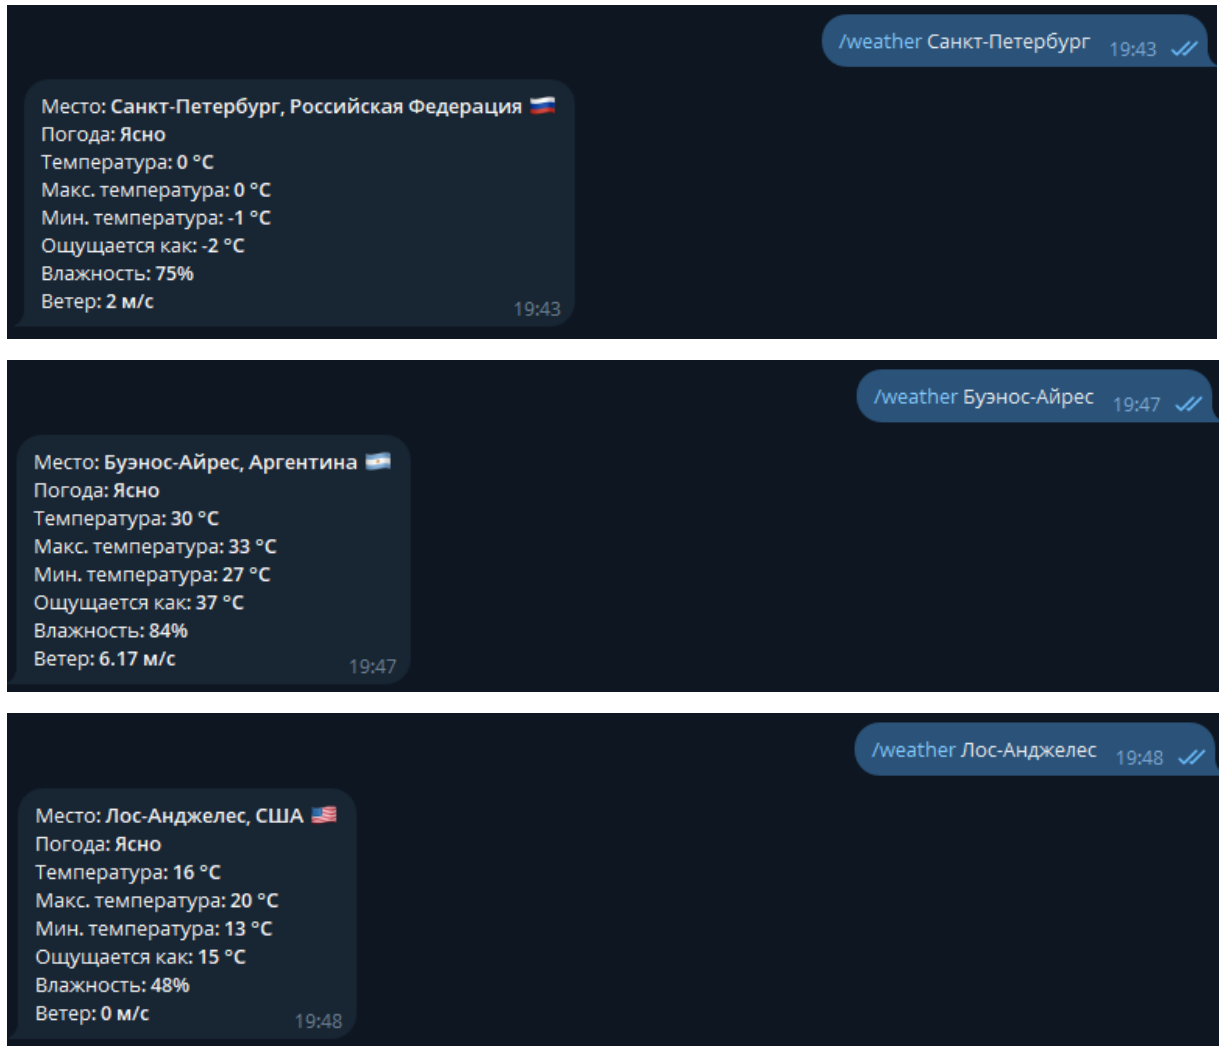 /weather Санкт-Петербург 19:43
Место: Санкт-Петербург, Российская Федерация 🇷🇺
Погода: Ясно
Температура: 0 °C
Макс. температура: 0 °C
Мин. температура: -1 °C
Ощущается как: -2 °C
Влажность: 75%
Ветер: 2 м/с
19:43
/weather Буэнос-Айрес 19:47
Место: Буэнос-Айрес, Аргентина 🇦🇷
Погода: Ясно
Температура: 30 °C
Макс. температура: 33 °C
Мин. температура: 27 °C
Ощущается как: 37 °C
Влажность: 84%
Ветер: 6.17 м/с
19:47
/weather Лос-Анджелес 19:48
Место: Лос-Анджелес, США 🇺🇸
Погода: Ясно
Температура: 16 °C
Макс. температура: 20 °C
Мин. температура: 13 °C
Ощущается как: 15 °C
Влажность: 48%
Ветер: 0 м/с
19:48